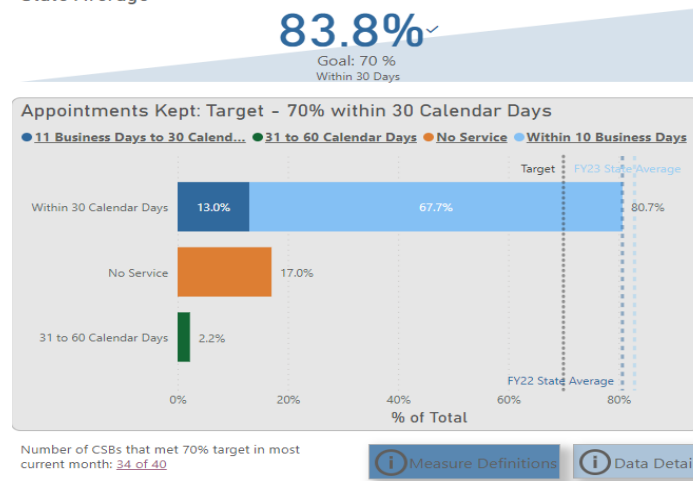 State Average
83.8%
Goal: 70 %
Within 30 Days
Appointments Kept: Target - 70% within 30 Calendar Days
11 Business Days to 30 Calend... 31 to 60 Calendar Days No Service Within 10 Business Days
Target FY23 State Average
Within 30 Calendar Days 13.0% 67.7% 80.7%
No Service 17.0%
31 to 60 Calendar Days 2.2%
FY22 State Average
0% 20% 40% 60% 80%
% of Total
Number of CSBs that met 70% target in most
current month: 34 of 40
Measure Definitions
Data Detai